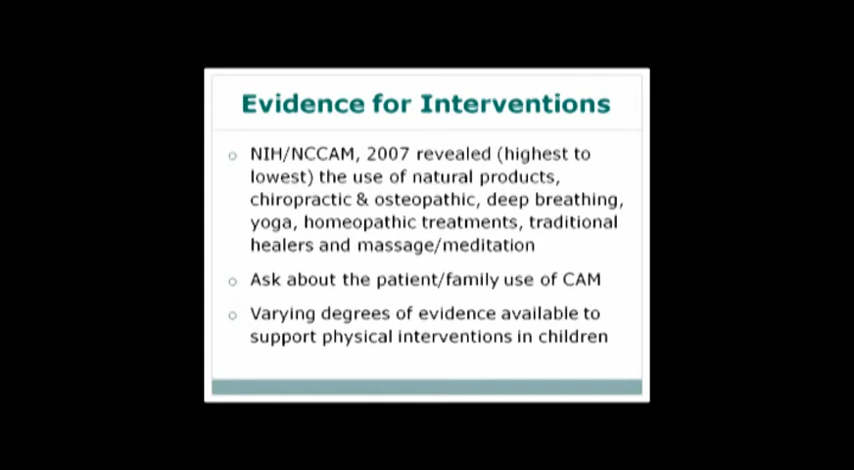 Evidence for Interventions
○ NIH/NCCAM, 2007 revealed (highest to
lowest) the use of natural products,
chiropractic & osteopathic, deep breathing,
yoga, homeopathic treatments, traditional
healers and massage/meditation
○ Ask about the patient/family use of CAM
○ Varying degrees of evidence available to
support physical interventions in children